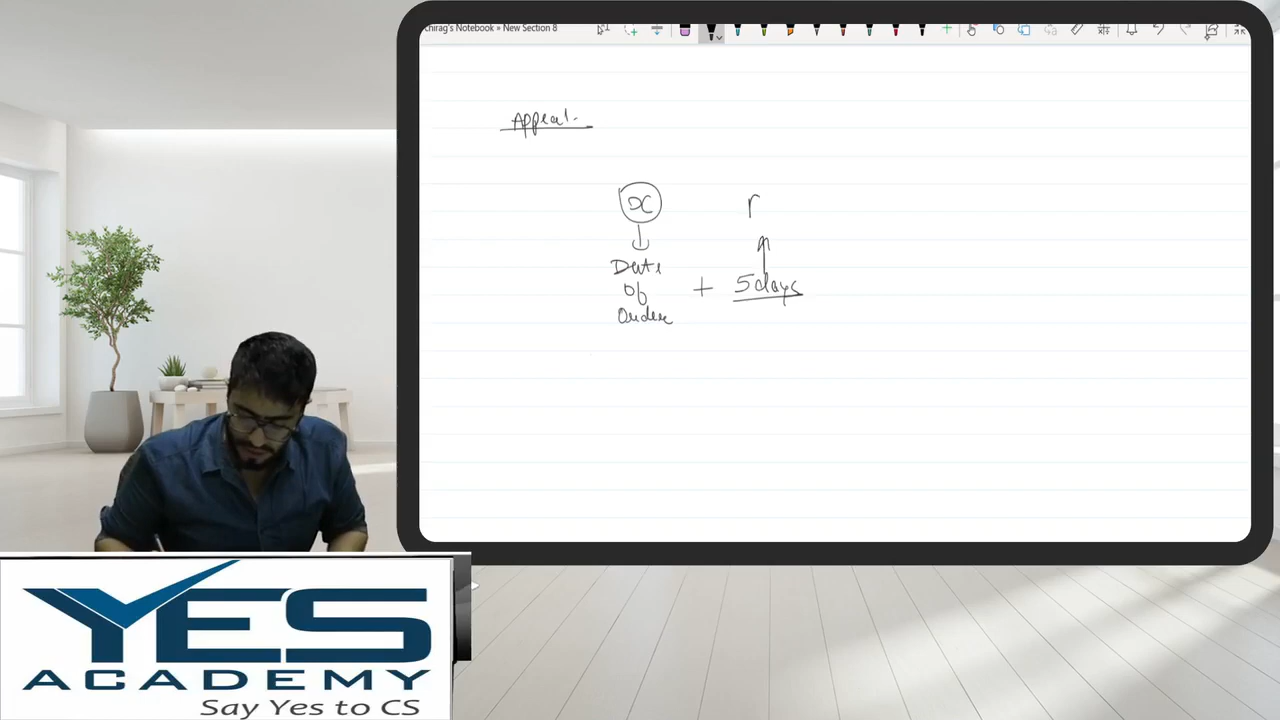 chirag's Notebook » New Section 8
Appeal.
DC
r
Date
of
Order
+ 5 days
YES
ACADEMY
Say Yes to CS